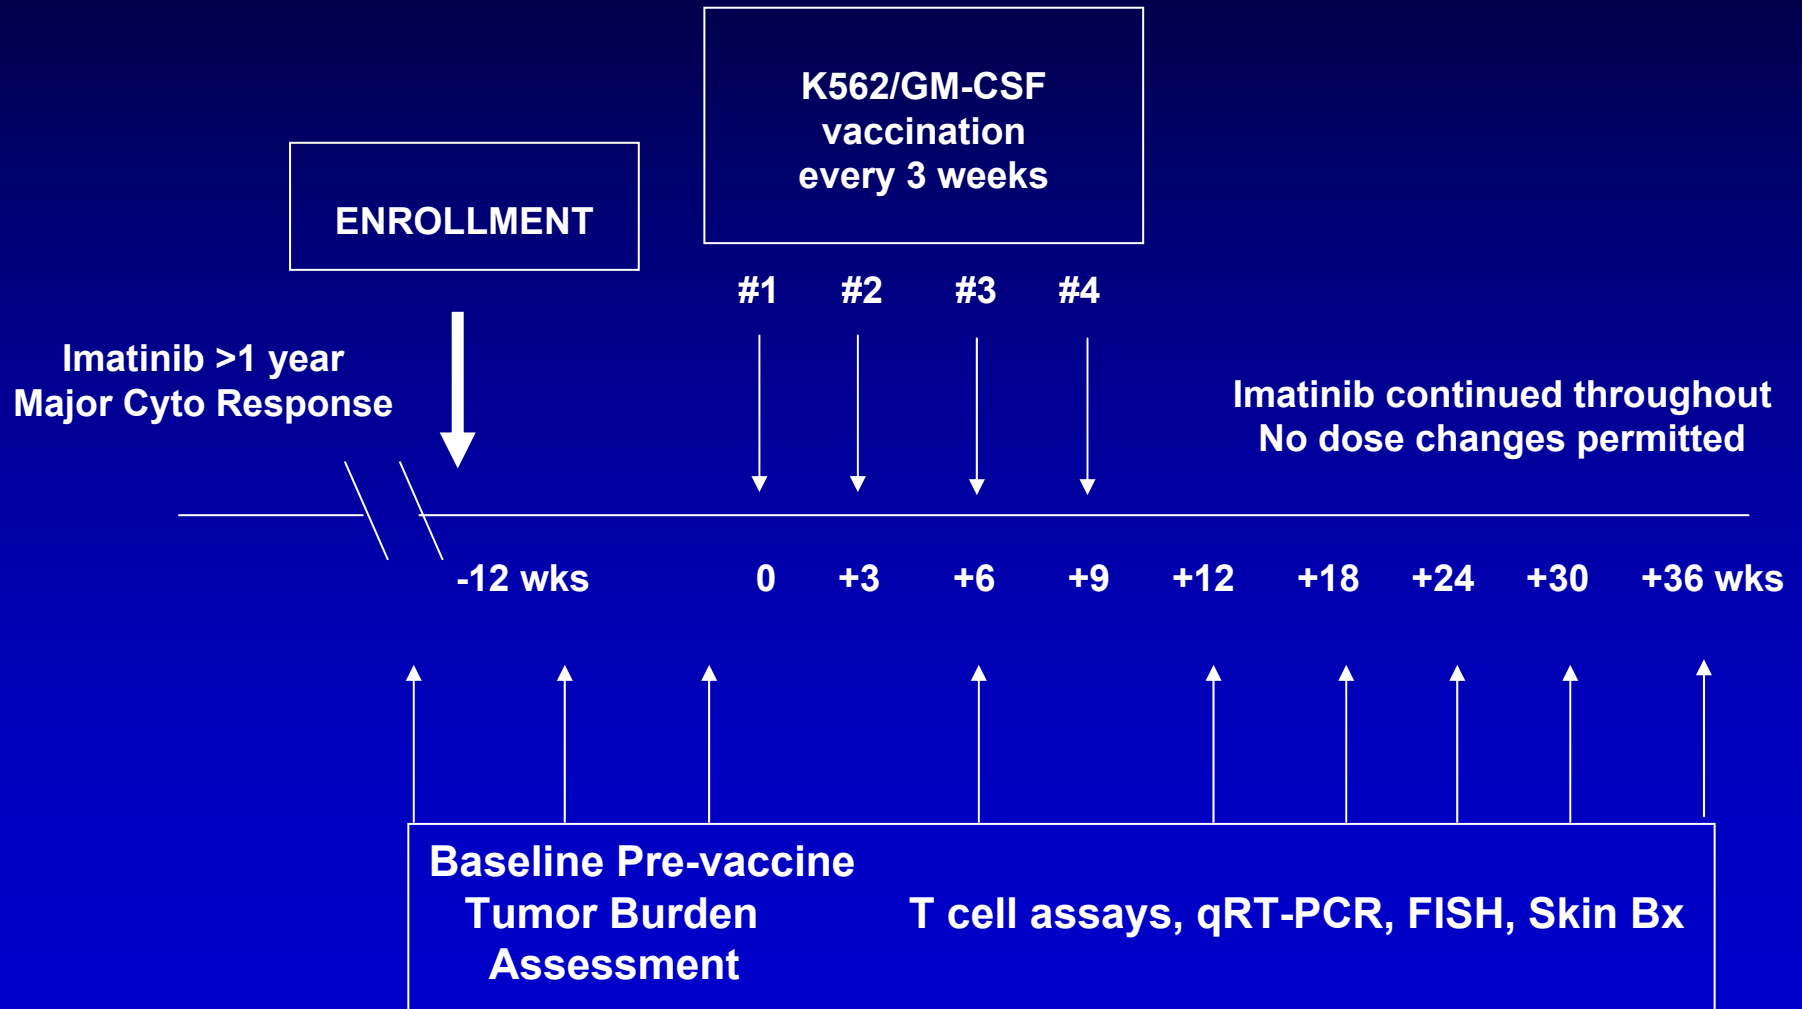 K562/GM-CSF
vaccination
every 3 weeks
ENROLLMENT
#1 #2 #3 #4
Imatinib >1 year
Major Cyto Response
Imatinib continued throughout
No dose changes permitted
-12 wks 0 +3 +6 +9 +12 +18 +24 +30 +36 wks
Baseline Pre-vaccine
Tumor Burden
Assessment
T cell assays, qRT-PCR, FISH, Skin Bx